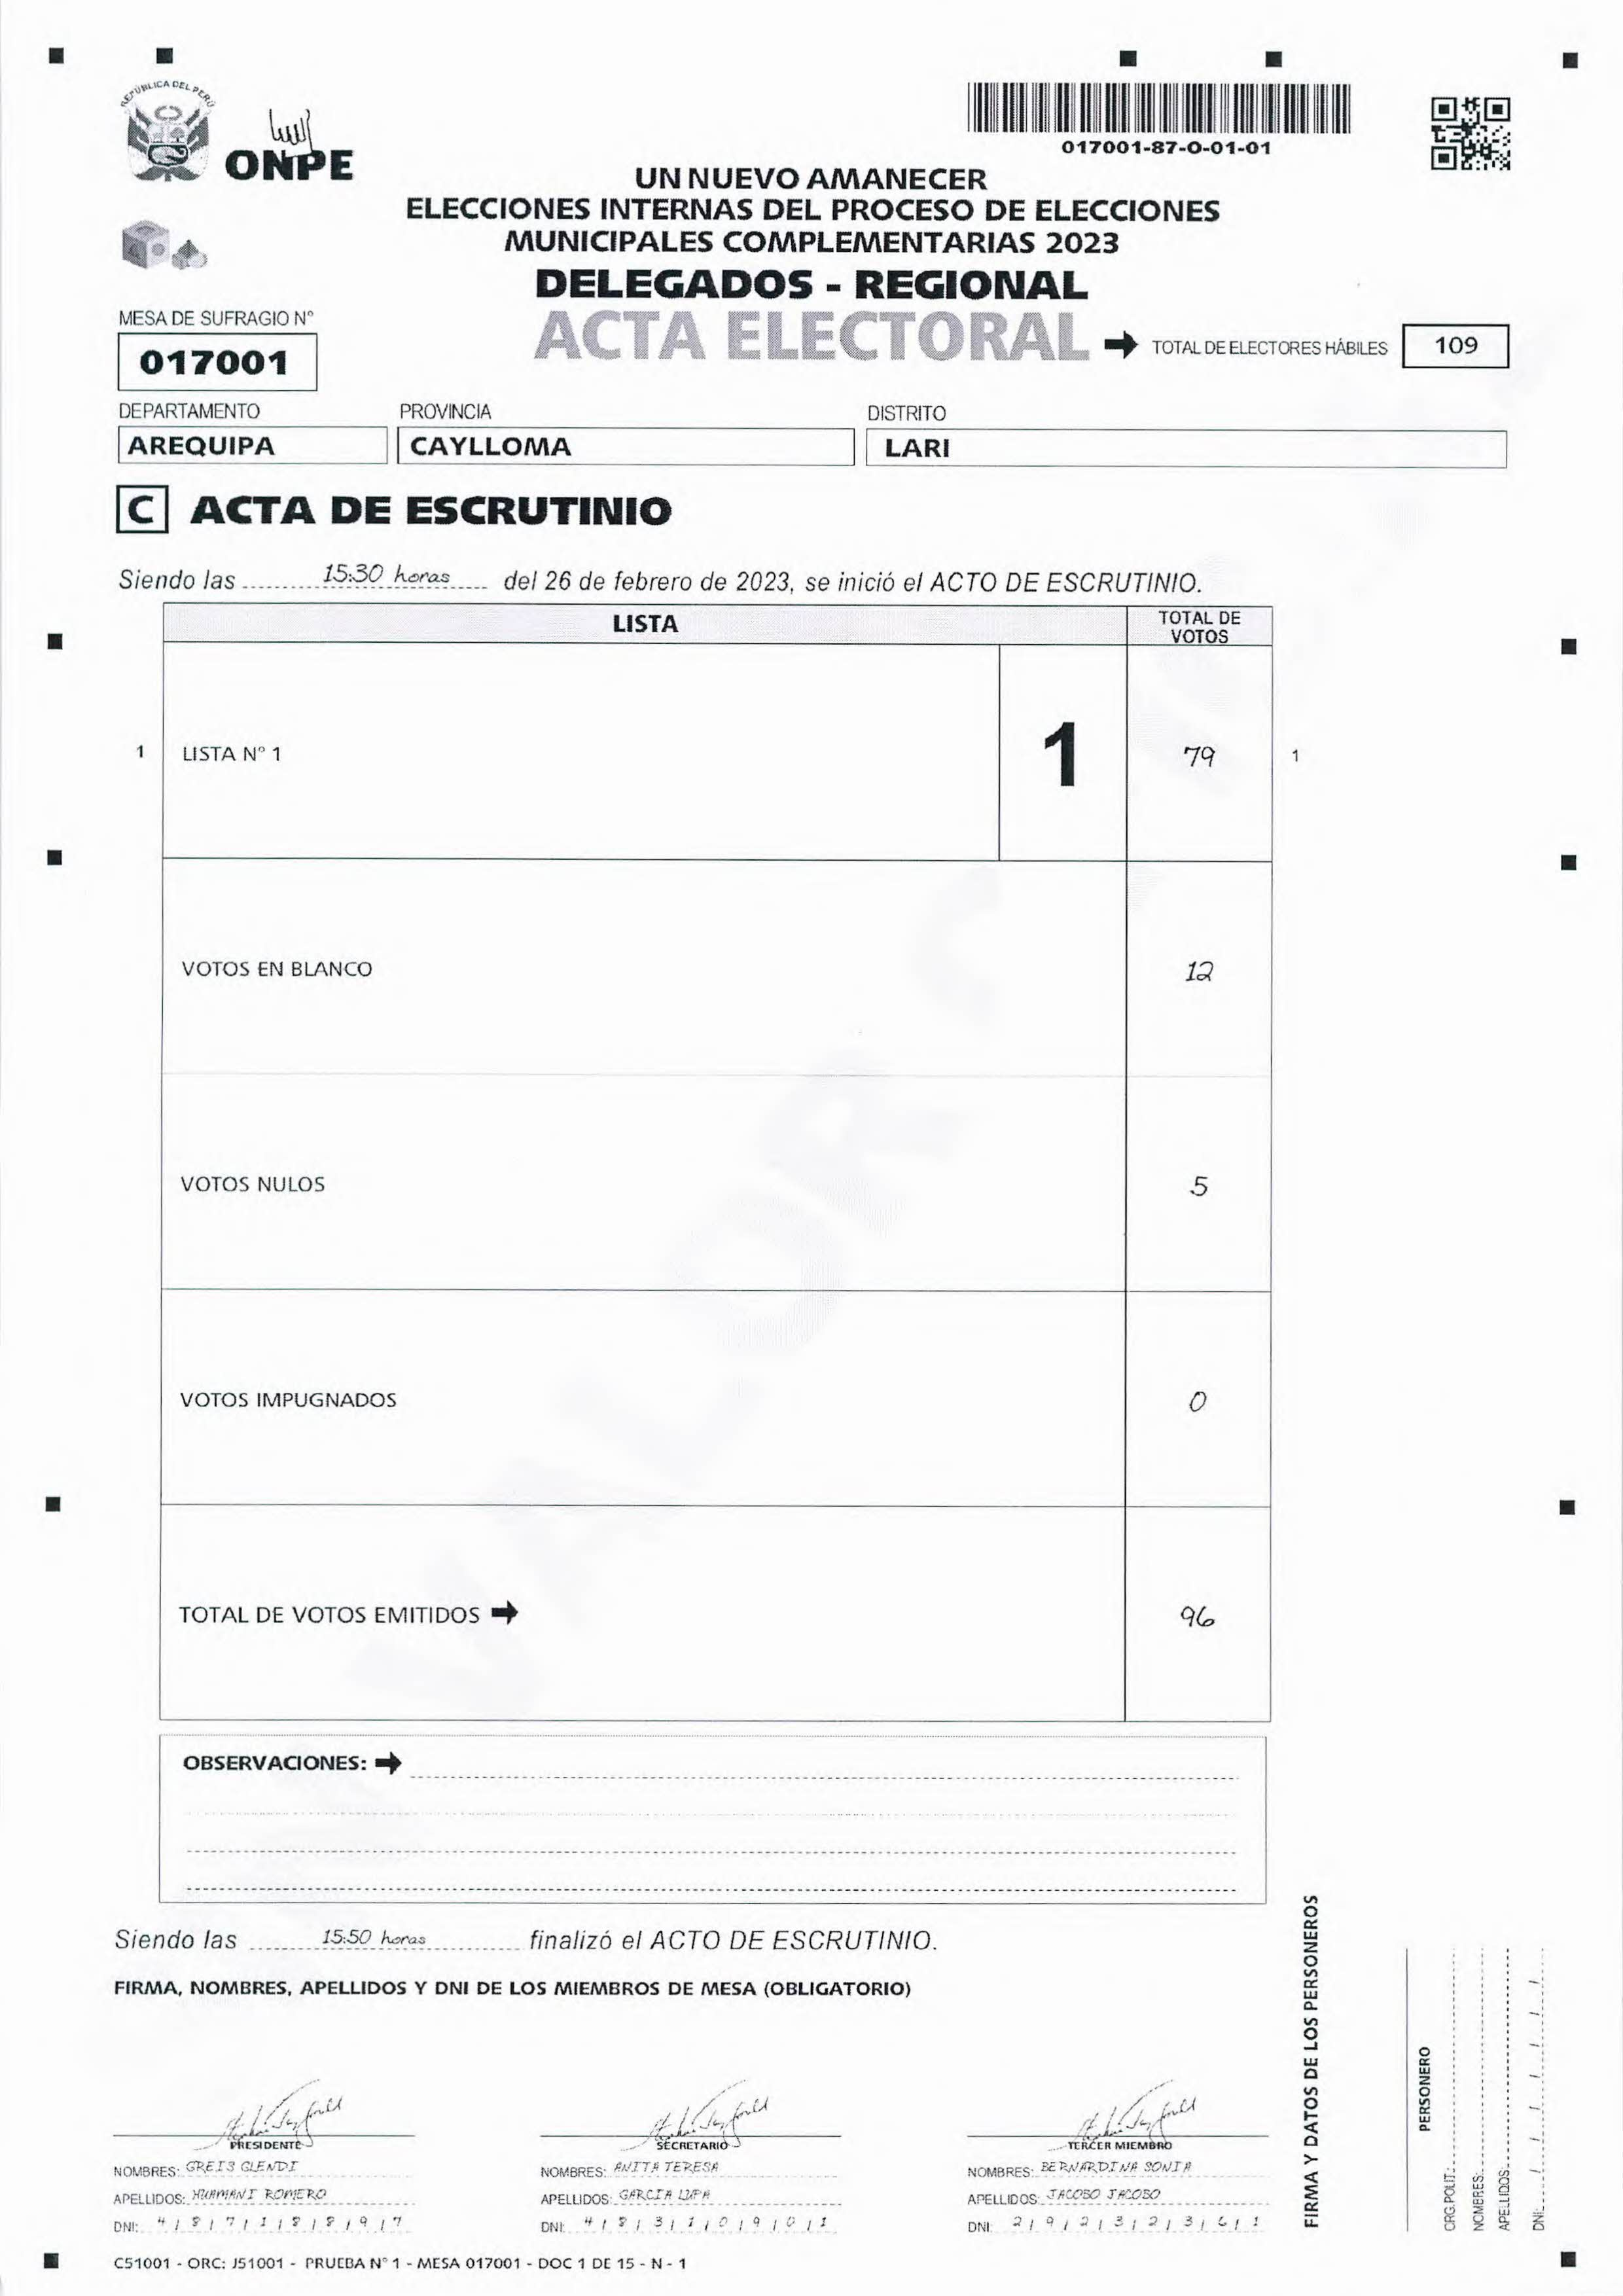 REPÚBLICA DEL PERÚ
ONPE
017001-87-O-01-01
UN NUEVO AMANECER
ELECCIONES INTERNAS DEL PROCESO DE ELECCIONES
MUNICIPALES COMPLEMENTARIAS 2023
DELEGADOS - REGIONAL
ACTA ELECTORAL
TOTAL DE ELECTORES HÁBILES 109
MESA DE SUFRAGIO N°
017001
DEPARTAMENTO PROVINCIA DISTRITO
AREQUIPA CAYLLOMA LARI
C ACTA DE ESCRUTINIO
Siendo las 15:30 horas del 26 de febrero de 2023, se inició el ACTO DE ESCRUTINIO.
LISTA TOTAL DE VOTOS
1 LISTA N° 1 1 79 1
VOTOS EN BLANCO 12
VOTOS NULOS 5
VOTOS IMPUGNADOS 0
TOTAL DE VOTOS EMITIDOS 96
OBSERVACIONES:
Siendo las 15:50 horas finalizó el ACTO DE ESCRUTINIO.
FIRMA, NOMBRES, APELLIDOS Y DNI DE LOS MIEMBROS DE MESA (OBLIGATORIO)
PRESIDENTE SECRETARIO TERCER MIEMBRO
NOMBRES: GREIS GLENDI NOMBRES: ANITA TERESA NOMBRES: BERNARDINA SONIA
APELLIDOS: HUAMANI ROMERO APELLIDOS: GARCIA LUPA APELLIDOS: JACOBO JACOBO
DNI: 4/8/7/1/8/8/9/7 DNI: 4/8/3/1/0/9/0/1 DNI: 2/9/2/3/2/3/6/1
C51001 - ORC: J51001 - PRUEBA N° 1 - MESA 017001 - DOC 1 DE 15 - N - 1
FIRMA Y DATOS DE LOS PERSONEROS
PERSONERO
ORG.POLIT.:
NOMBRES:
APELLIDOS:
DNI: